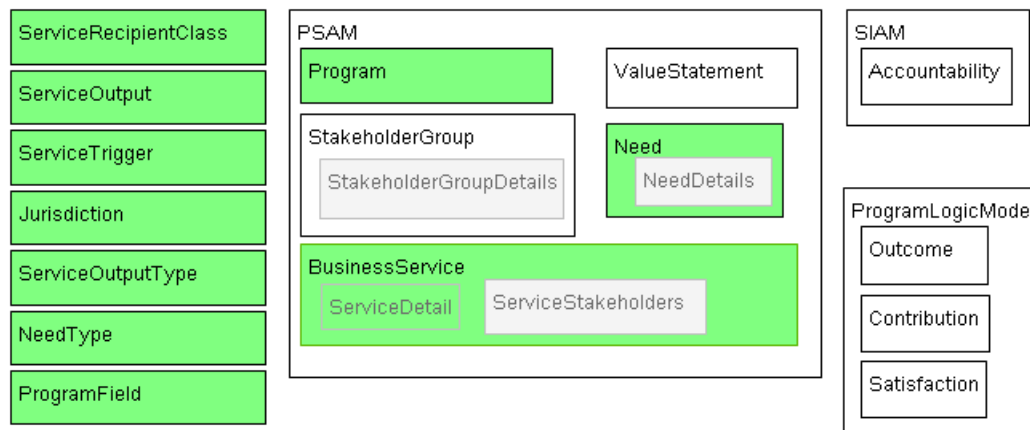 ServiceRecipientClass
ServiceOutput
ServiceTrigger
Jurisdiction
ServiceOutputType
NeedType
ProgramField
PSAM
Program
ValueStatement
StakeholderGroup
StakeholderGroupDetails
Need
NeedDetails
BusinessService
ServiceDetail
ServiceStakeholders
SIAM
Accountability
ProgramLogicMode
Outcome
Contribution
Satisfaction